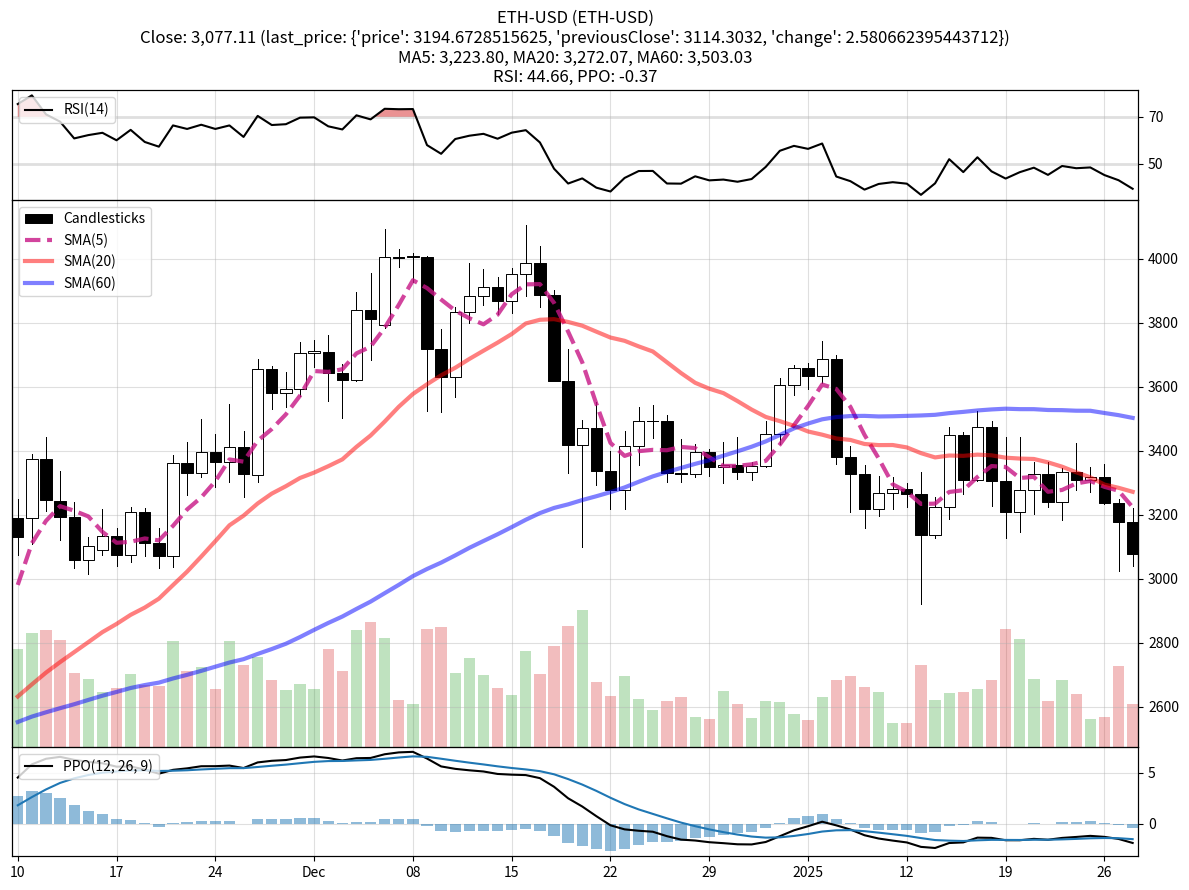 ETH-USD (ETH-USD)
Close: 3,077.11 (last_price: {'price': 3194.6728515625, 'previousClose': 3114.3032, 'change': 2.580662395443712})
MA5: 3,223.80, MA20: 3,272.07, MA60: 3,503.03
RSI: 44.66, PPO: -0.37
RSI(14)
70
50
Candlesticks
SMA(5)
SMA(20)
SMA(60)
4000
3800
3600
3400
3200
3000
2800
2600
PPO(12, 26, 9)
5
0
10 17 24 Dec 08 15 22 29 2025 12 19 26